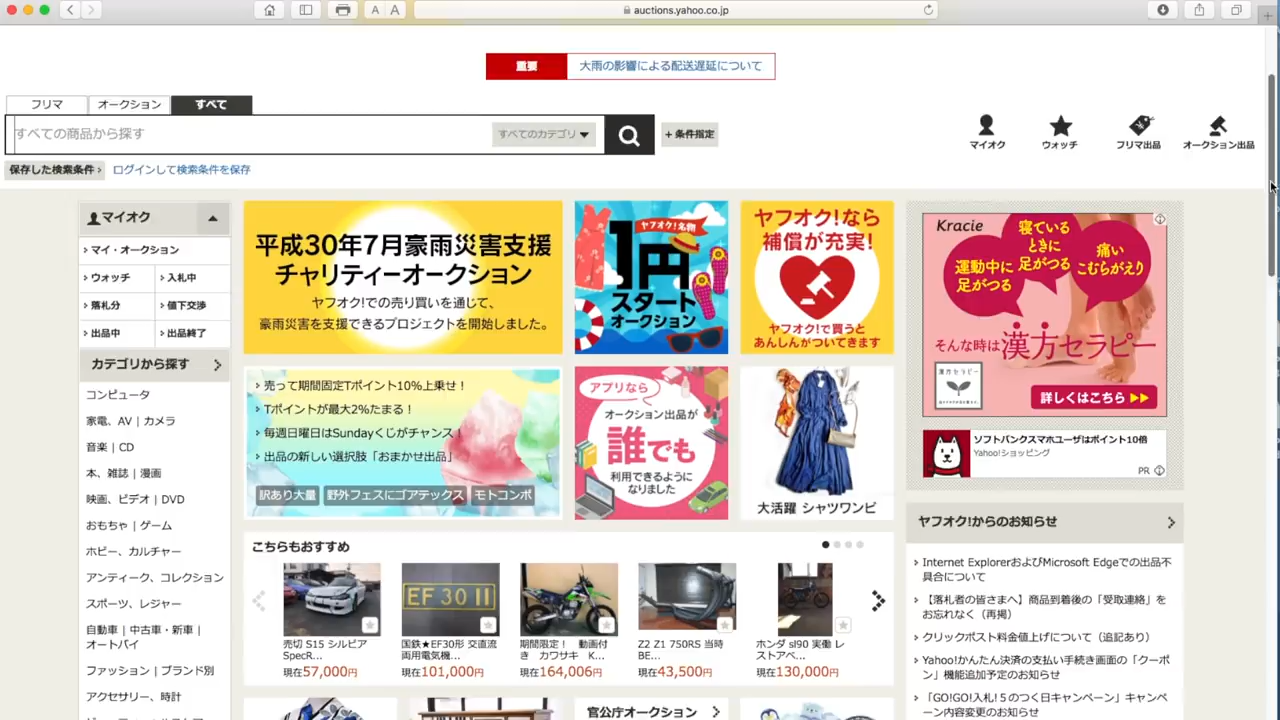 A A
auctions.yahoo.co.jp
重要 大雨の影響による配送遅延について
フリマ オークション すべて
すべての商品から探す すべてのカテゴリ ▼ +条件指定
マイオク ウォッチ フリマ出品 オークション出品
保存した検索条件 › ログインして検索条件を保存
マイオク
マイ・オークション
ウォッチ 入札中
落札分 値下交渉
出品中 出品終了
カテゴリから探す
コンピュータ
家電、AV | カメラ
音楽 | CD
本、雑誌 | 漫画
映画、ビデオ | DVD
おもちゃ | ゲーム
ホビー、カルチャー
アンティーク、コレクション
スポーツ、レジャー
自動車 | 中古車・新車 |
オートバイ
ファッション | ブランド別
アクセサリー、時計
平成30年7月豪雨災害支援
チャリティーオークション
ヤフオク!での売り買いを通じて、
豪雨災害を支援できるプロジェクトを開始しました。
ヤフオク!名物
1円
スタート
オークション
ヤフオク!なら
補償が充実!
ヤフオク!で買うと
あんしんがついてきます
売って期間固定Tポイント10%上乗せ!
Tポイントが最大2%たまる!
毎週日曜日はSundayくじがチャンス!
出品の新しい選択肢「おまかせ出品」
訳あり大量 野外フェスにゴアテックス モトコンポ
アプリなら
オークション出品が
誰でも
利用できるように
なりました
大活躍 シャツワンピ
こちらもおすすめ
EF 30 11
売切 S15 シルビア
SpecR...
現在57,000円
国鉄★EF30形 交直流
両用電気機...
現在101,000円
期間限定! 動画付
き カワサキ K...
現在164,006円
Z2 Z1 750RS 当時
BE...
現在43,500円
ホンダ sl90 実働 レ
ストアベ...
現在130,000円
官公庁オークション
Kracie
運動中に
足がつる
寝ている
ときに
足がつる
痛い
こむらがえり
そんな時は漢方セラピー
漢方セラピー
詳しくはこちら ▶▶
ソフトバンクスマホユーザはポイント10倍
Yahoo!ショッピング
PR
ヤフオク!からのお知らせ
Internet ExplorerおよびMicrosoft Edgeでの出品不
具合について
【落札者の皆さまへ】商品到着後の「受取連絡」を
お忘れなく(再掲)
クリックポスト料金値上げについて(追記あり)
Yahoo!かんたん決済の支払い手続き画面の「クーポ
ン」機能追加予定のお知らせ
「GO!GO!入札!5のつく日キャンペーン」キャンペ
ーン内容変更のお知らせ